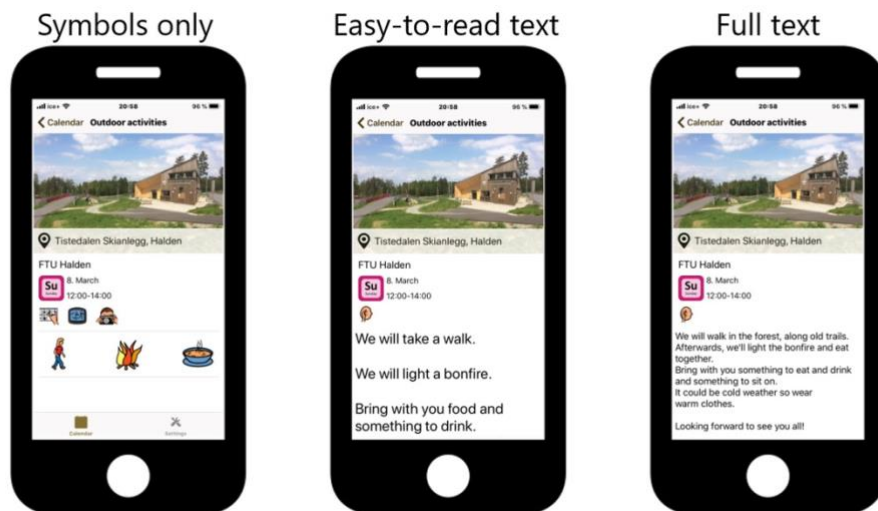 Symbols only
ice+ 20:58 96 %
Calendar Outdoor activities
Tistedalen Skianlegg, Halden
FTU Halden
Su
Sunday
8. March
12:00-14:00
Calendar
Settings
Easy-to-read text
ice+ 20:58 96 %
Calendar Outdoor activities
Tistedalen Skianlegg, Halden
FTU Halden
Su
Sunday
8. March
12:00-14:00
We will take a walk.
We will light a bonfire.
Bring with you food and
something to drink.
Full text
ice+ 20:58 96 %
Calendar Outdoor activities
Tistedalen Skianlegg, Halden
FTU Halden
Su
Sunday
8. March
12:00-14:00
We will walk in the forest, along old trails.
Afterwards, we'll light the bonfire and eat
together.
Bring with you something to eat and drink
and something to sit on.
It could be cold weather so wear
warm clothes.
Looking forward to see you all!